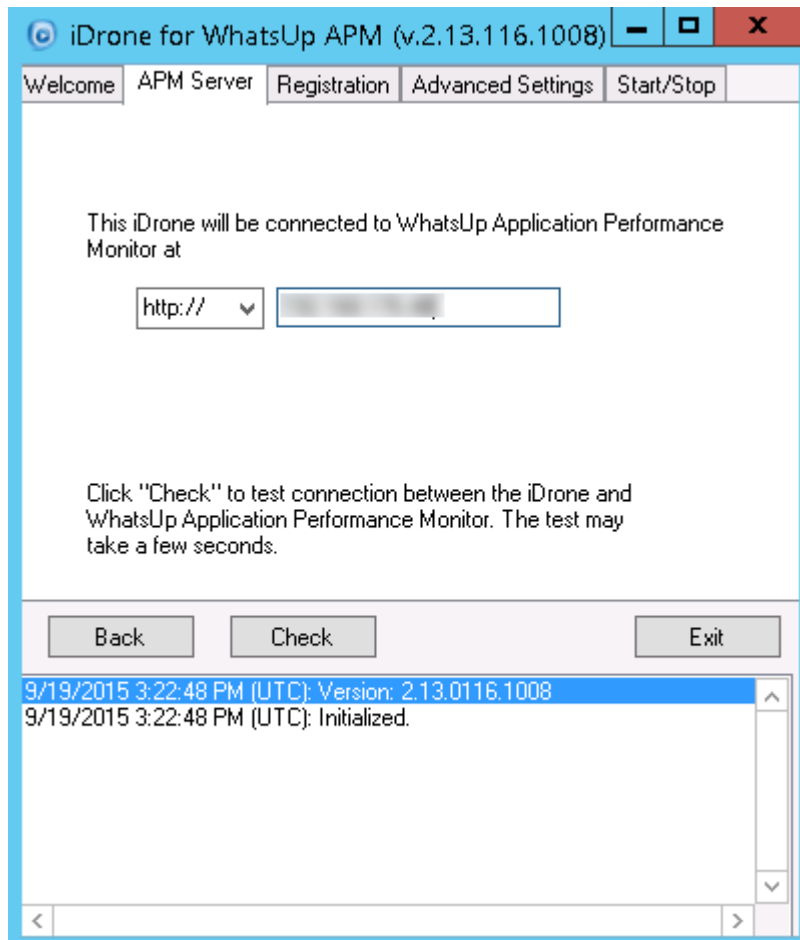 iDrone for WhatsUp APM (v.2.13.116.1008)
Welcome APM Server Registration Advanced Settings Start/Stop
This iDrone will be connected to WhatsUp Application Performance
Monitor at
http://
Click "Check" to test connection between the iDrone and
WhatsUp Application Performance Monitor. The test may
take a few seconds.
Back Check Exit
9/19/2015 3:22:48 PM (UTC): Version: 2.13.0116.1008
9/19/2015 3:22:48 PM (UTC): Initialized.